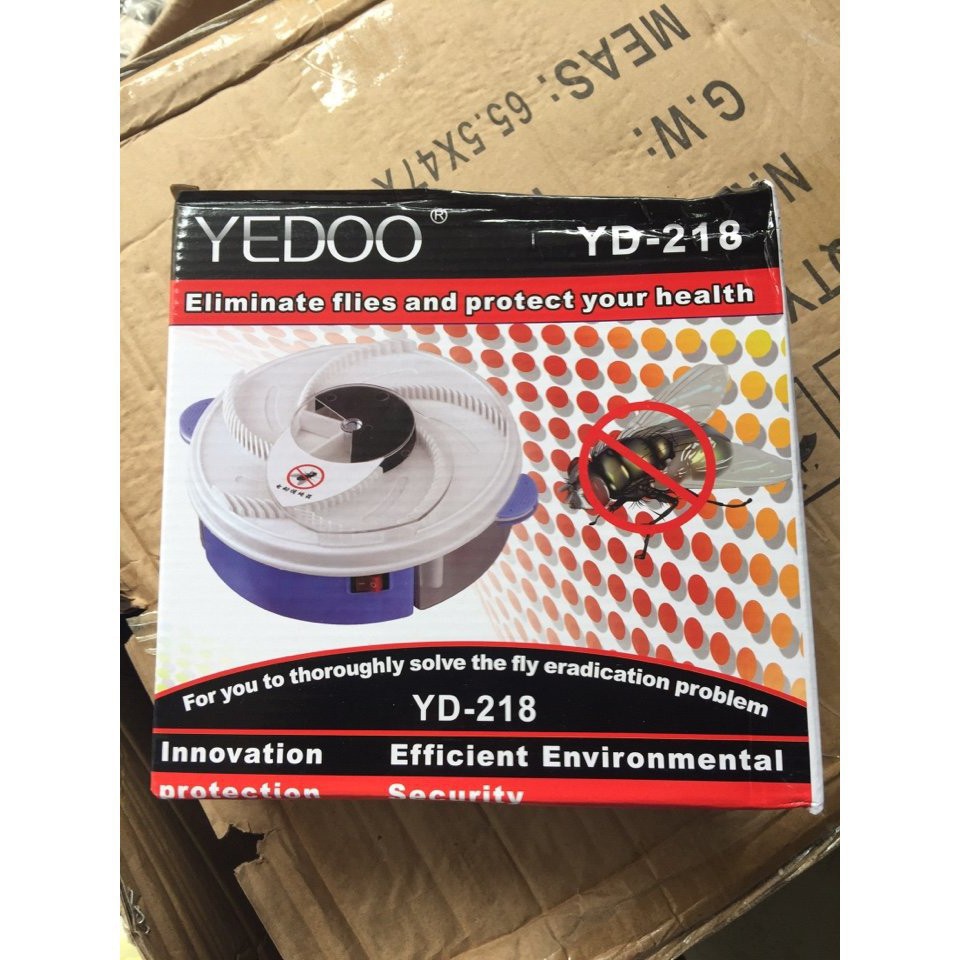 MEAS: 65.5X47X
G.W:
YEDOO®
YD-218
Eliminate flies and protect your health
For you to thoroughly solve the fly eradication problem
YD-218
Innovation Efficient Environmental
protection Security